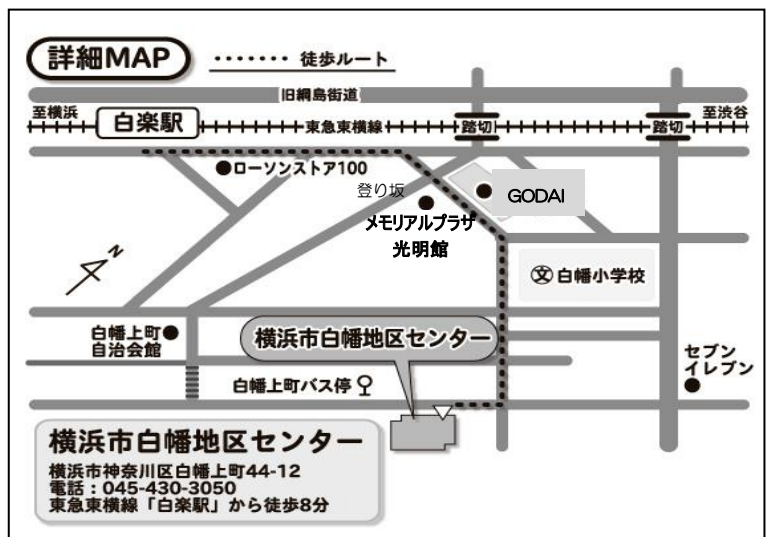 詳細MAP
徒歩ルート
旧綱島街道
至横浜
白楽駅
東急東横線
踏切
踏切
至渋谷
ローソンストア100
登り坂
GODAI
メモリアルプラザ
光明館
N
文 白幡小学校
白幡上町
自治会館
横浜市白幡地区センター
セブン
イレブン
白幡上町バス停
横浜市白幡地区センター
横浜市神奈川区白幡上町44-12
電話：045-430-3050
東急東横線「白楽駅」から徒歩8分